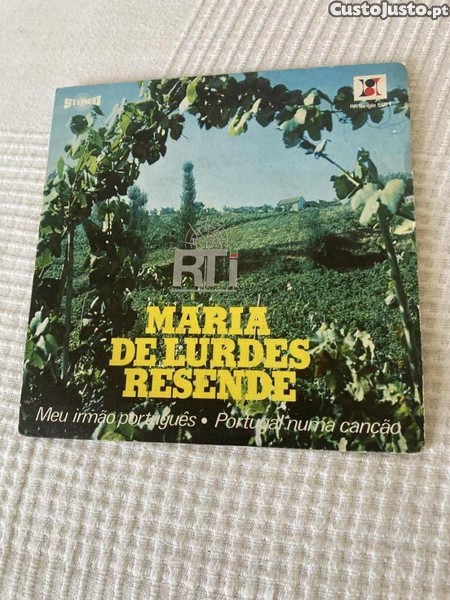 CustoJusto.pt
STEREO
RTi
MARIA
DE LURDES
RESENDE
Meu irmão português • Portugal numa canção